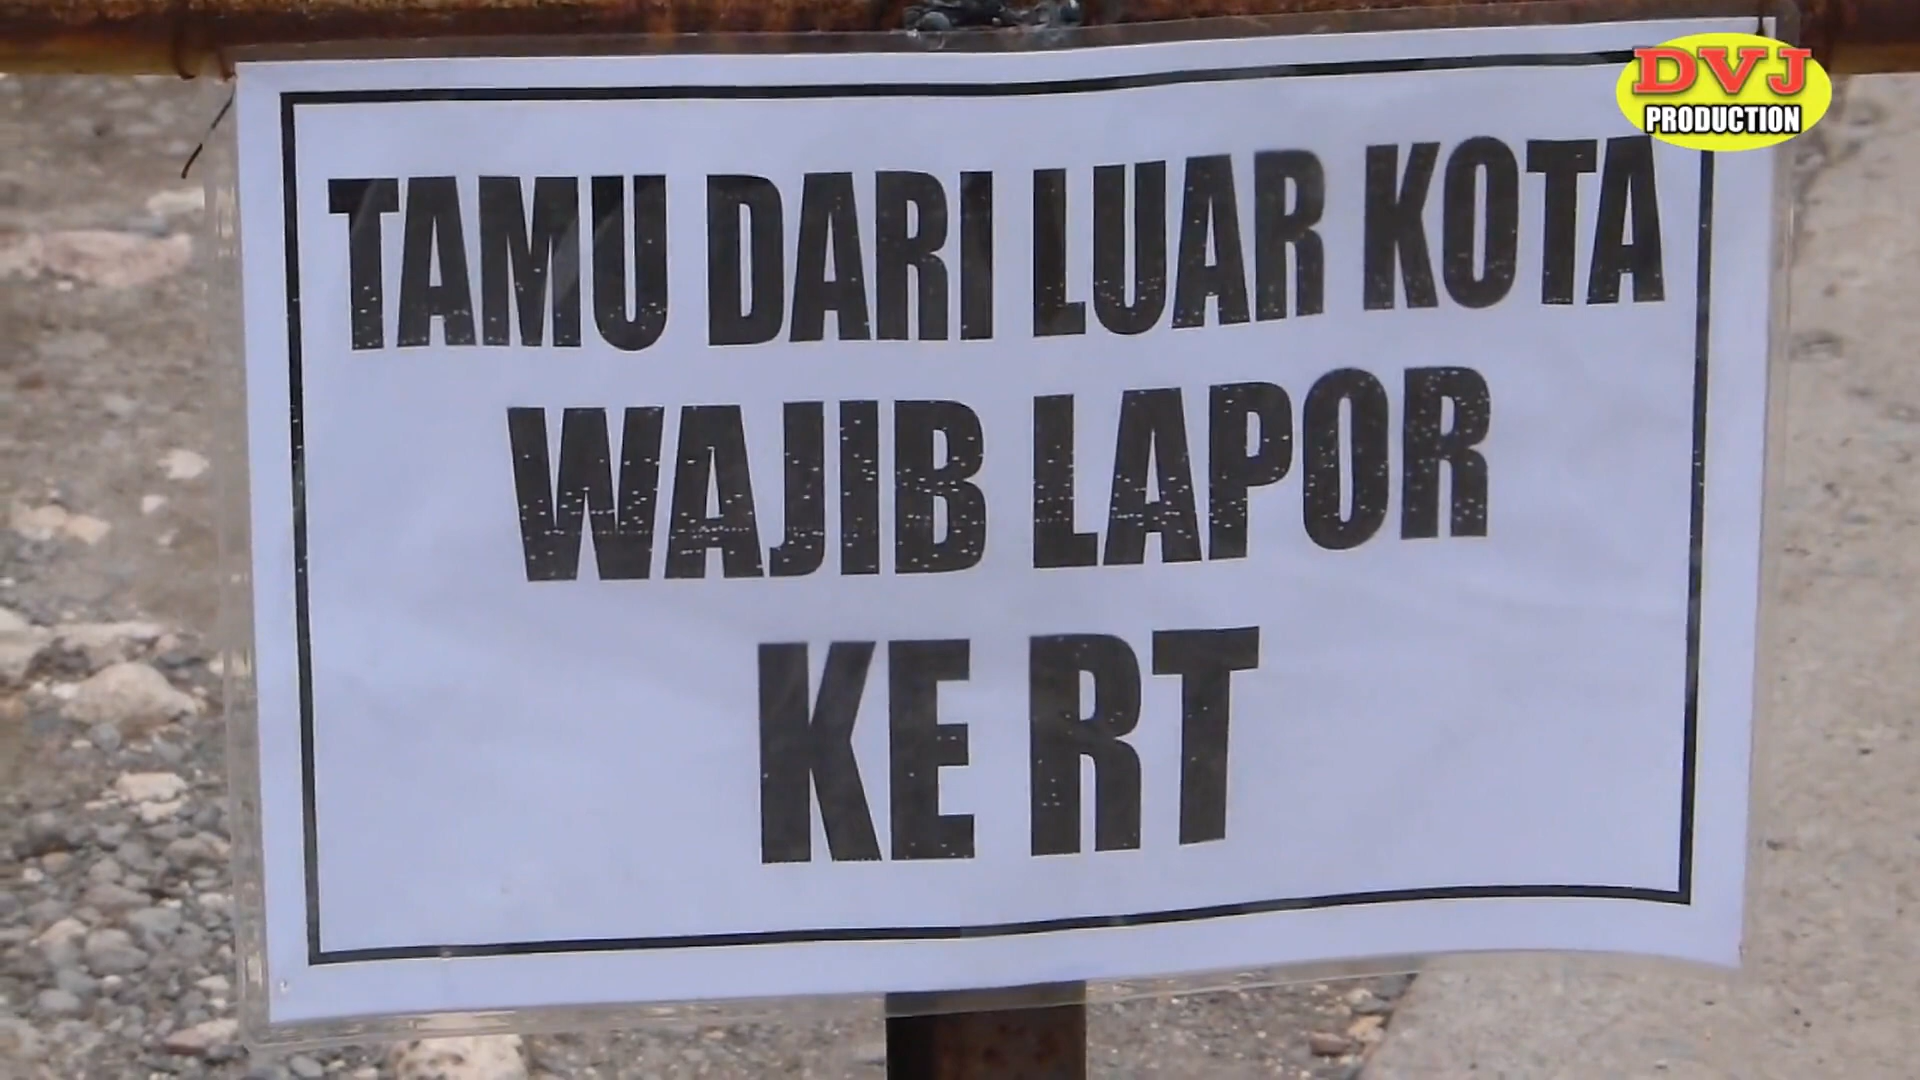 DVJ
PRODUCTION
TAMU DARI LUAR KOTA
WAJIB LAPOR
KE RT